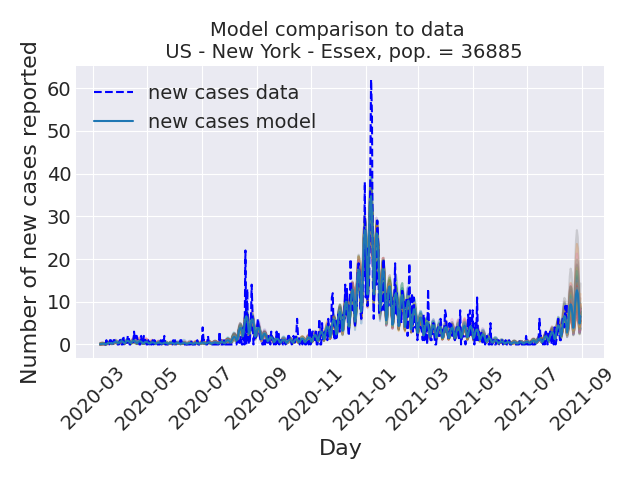 Model comparison to data
US - New York - Essex, pop. = 36885
Number of new cases reported
60
50
40
30
20
10
0
new cases data
new cases model
2020-03
2020-05
2020-07
2020-09
2020-11
2021-01
2021-03
2021-05
2021-07
2021-09
Day